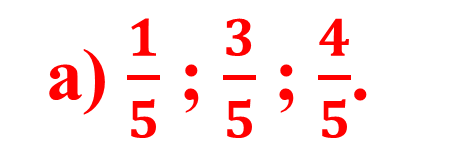 a) 1/5 ; 3/5 ; 4/5.